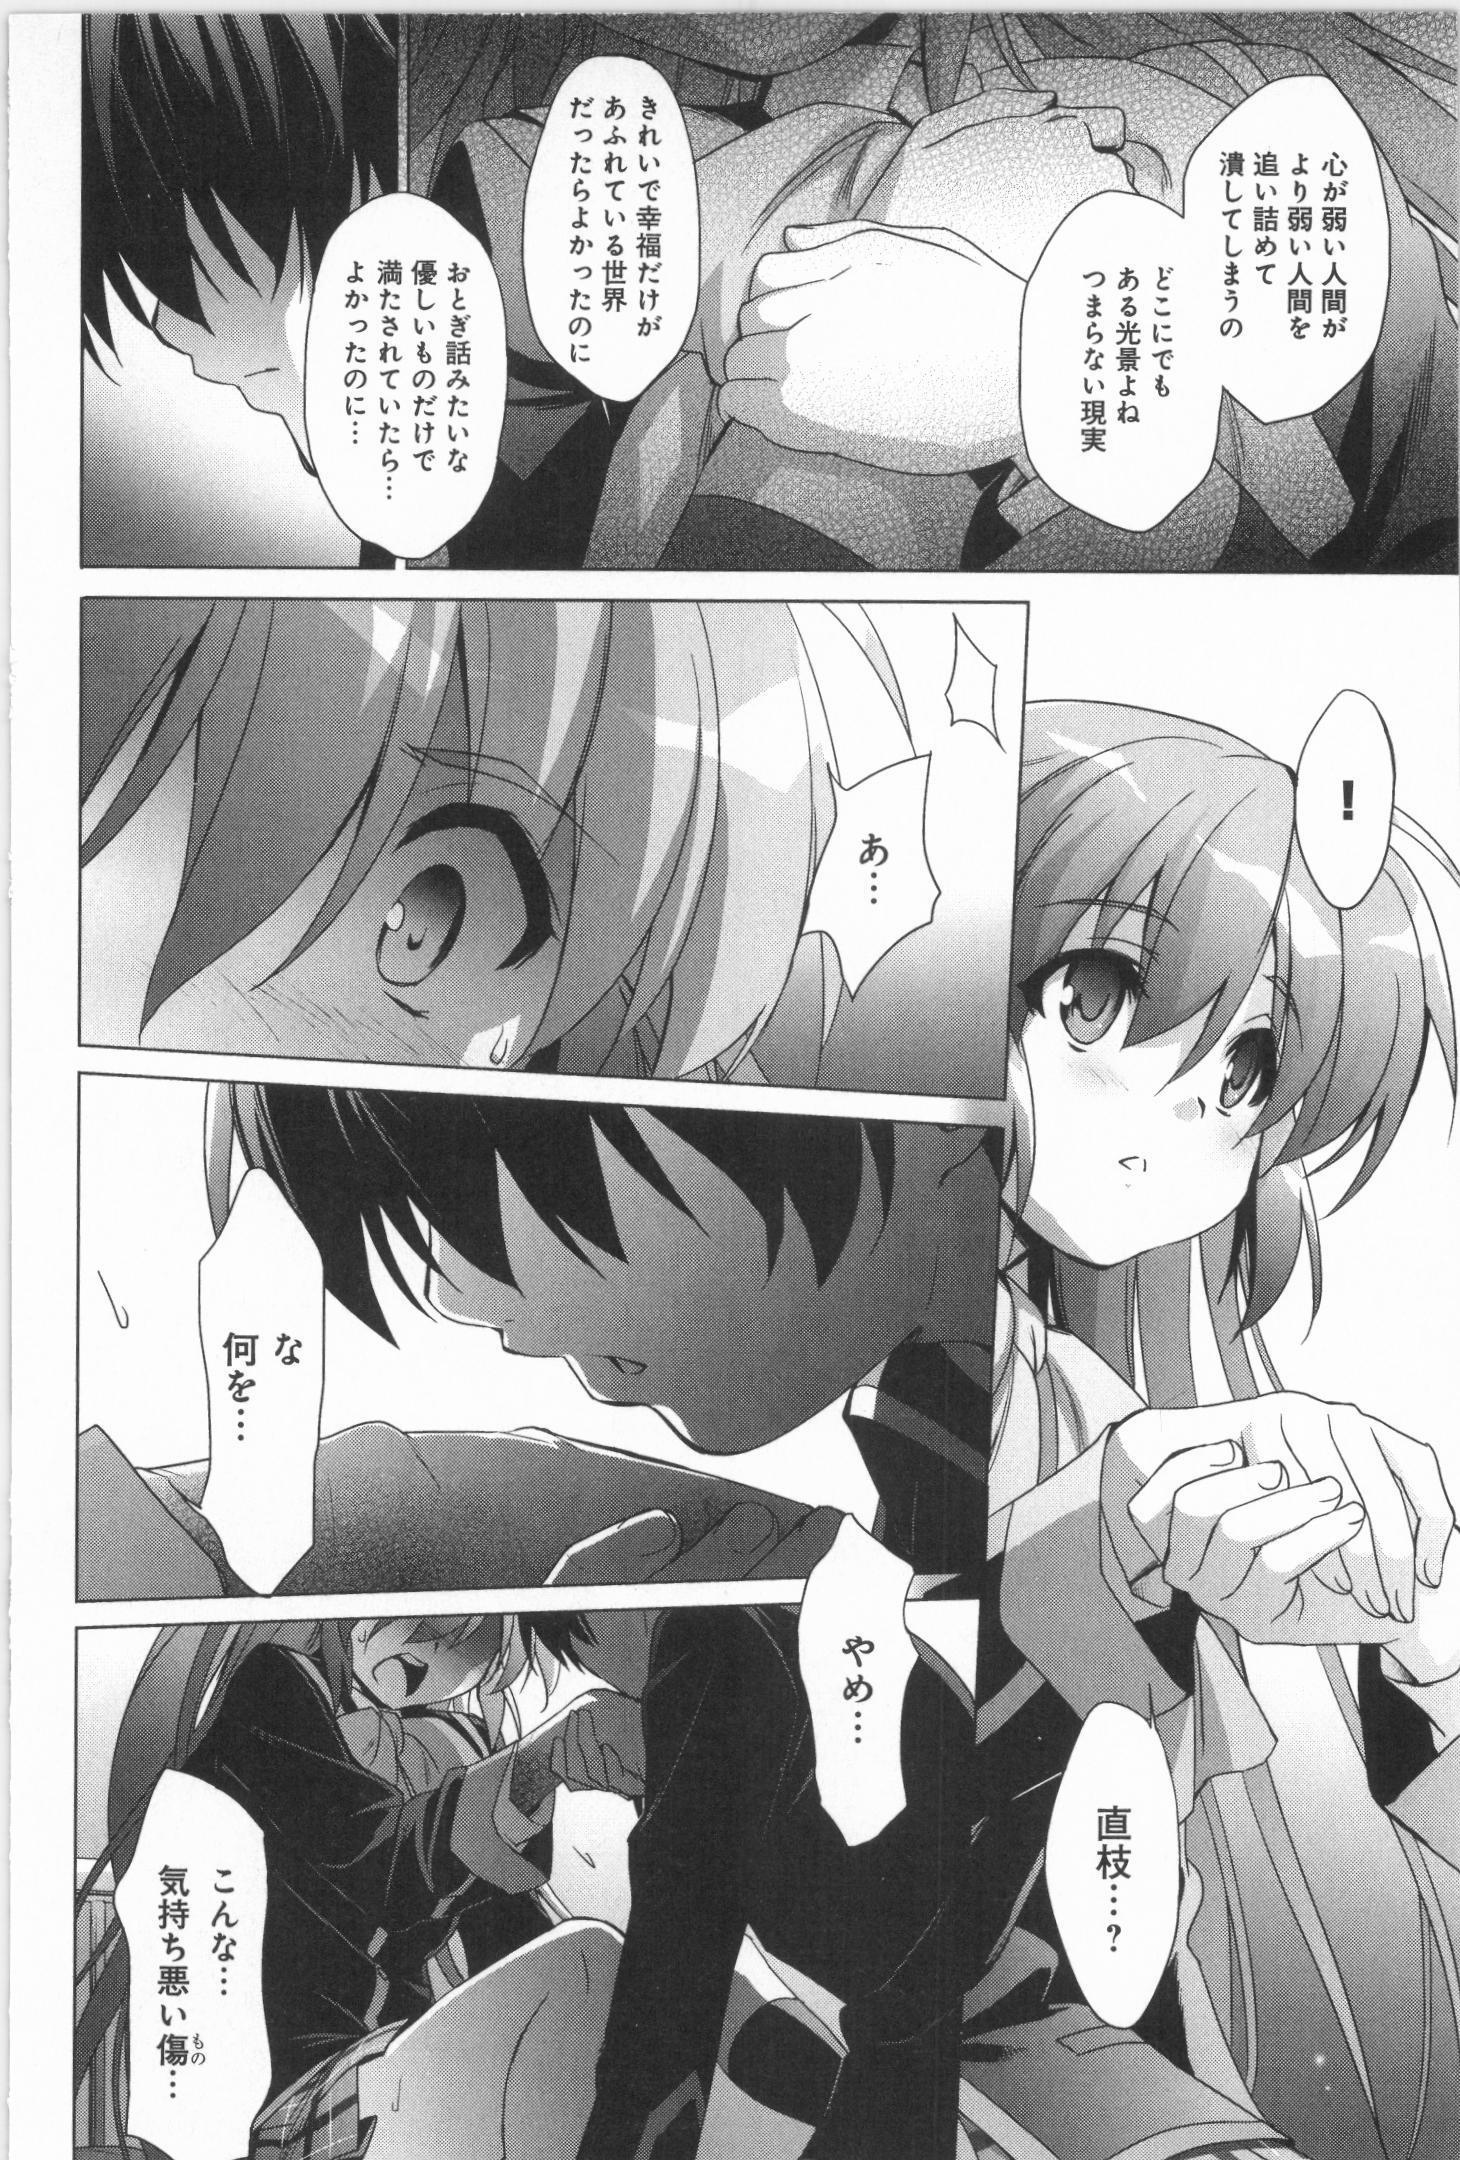 心が弱い人間が
より弱い人間を
追い詰めて
潰してしまうの
どこにでも
ある光景よね
つまらない現実
きれいで幸福だけが
あふれている世界
だったらよかったのに
おとぎ話みたいな
優しいものだけで
満たされていたら…
よかったのに…
！
あ…
直枝…．？
な
何を…
やめ…
こんな…
気持ち悪い傷…
もの